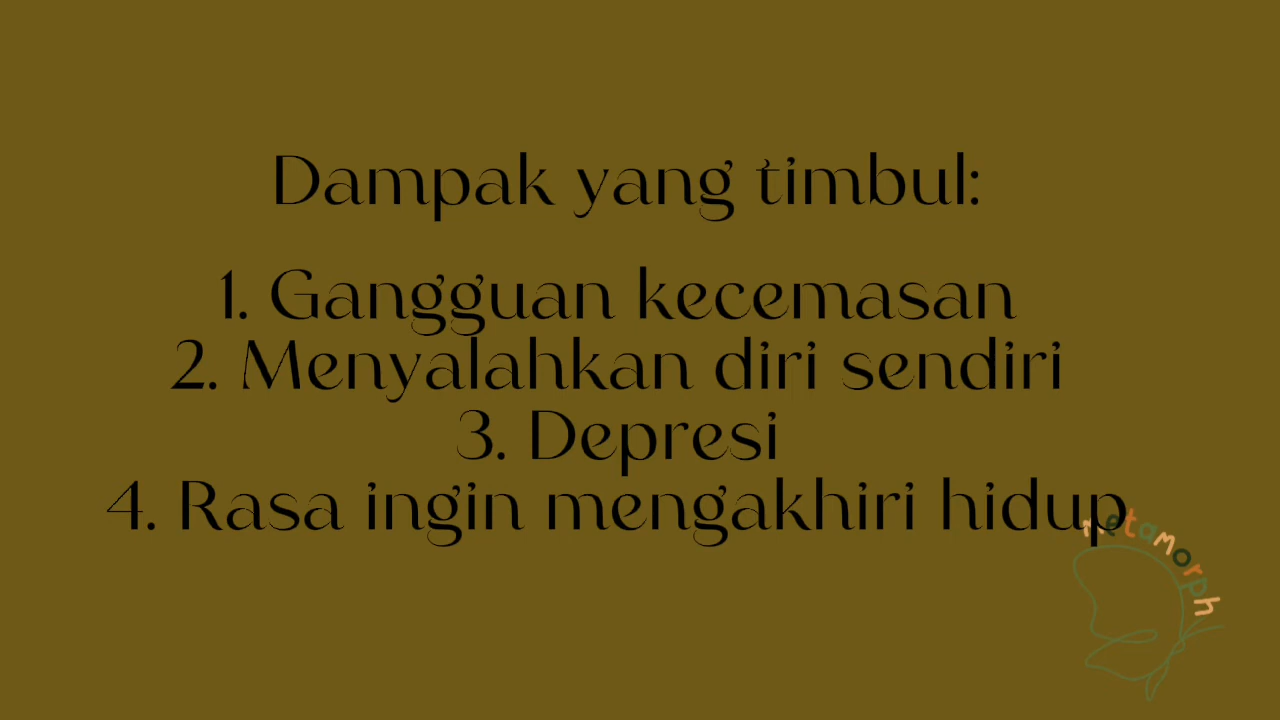 Dampak yang timbul:
1. Gangguan kecemasan
2. Menyalahkan diri sendiri
3. Depresi
4. Rasa ingin mengakhiri hidup
metamorph